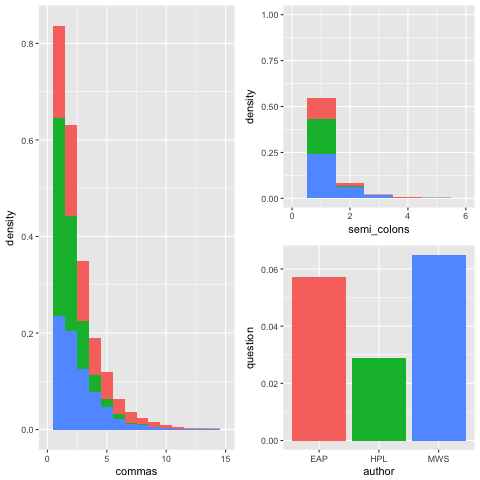 density
0.8
0.6
0.4
0.2
0.0
0 5 10 15
commas
density
1.00
0.75
0.50
0.25
0.00
0 2 4 6
semi_colons
question
0.06
0.04
0.02
0.00
EAP HPL MWS
author